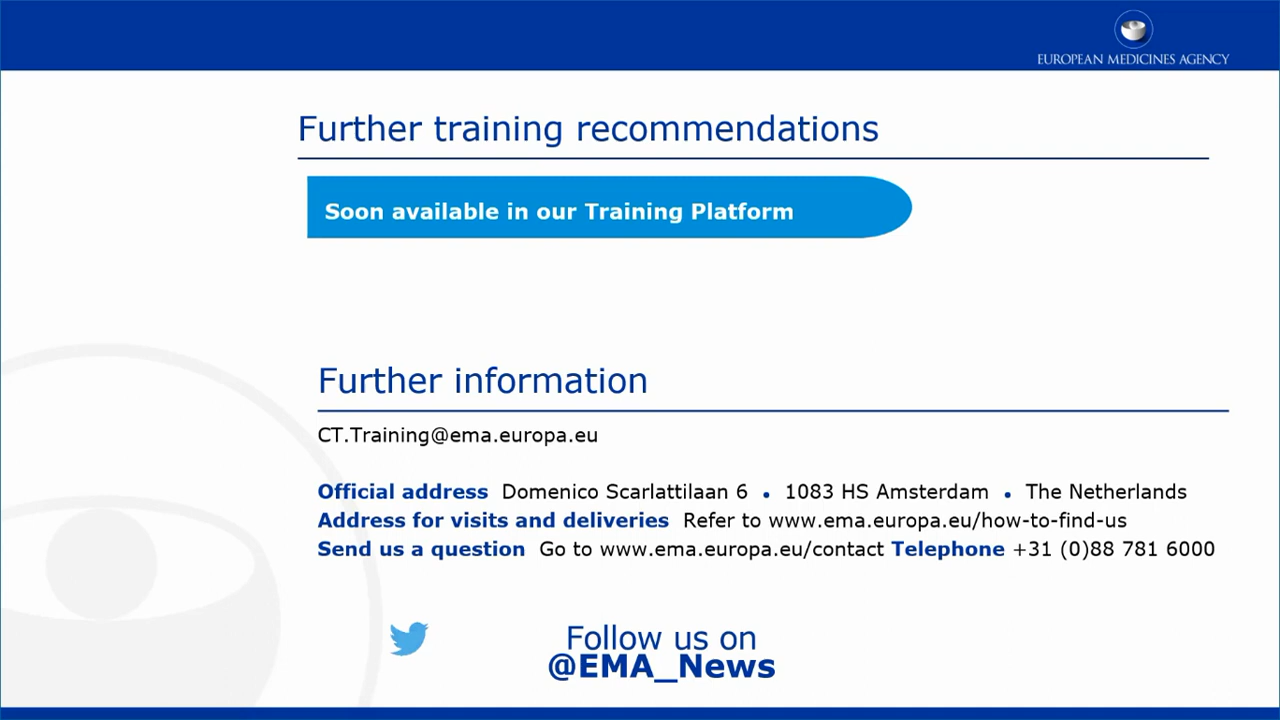 EUROPEAN MEDICINES AGENCY
Further training recommendations
Soon available in our Training Platform
Further information
CT.Training@ema.europa.eu
Official address Domenico Scarlattilaan 6 • 1083 HS Amsterdam • The Netherlands
Address for visits and deliveries Refer to www.ema.europa.eu/how-to-find-us
Send us a question Go to www.ema.europa.eu/contact Telephone +31 (0)88 781 6000
Follow us on
@EMA_News